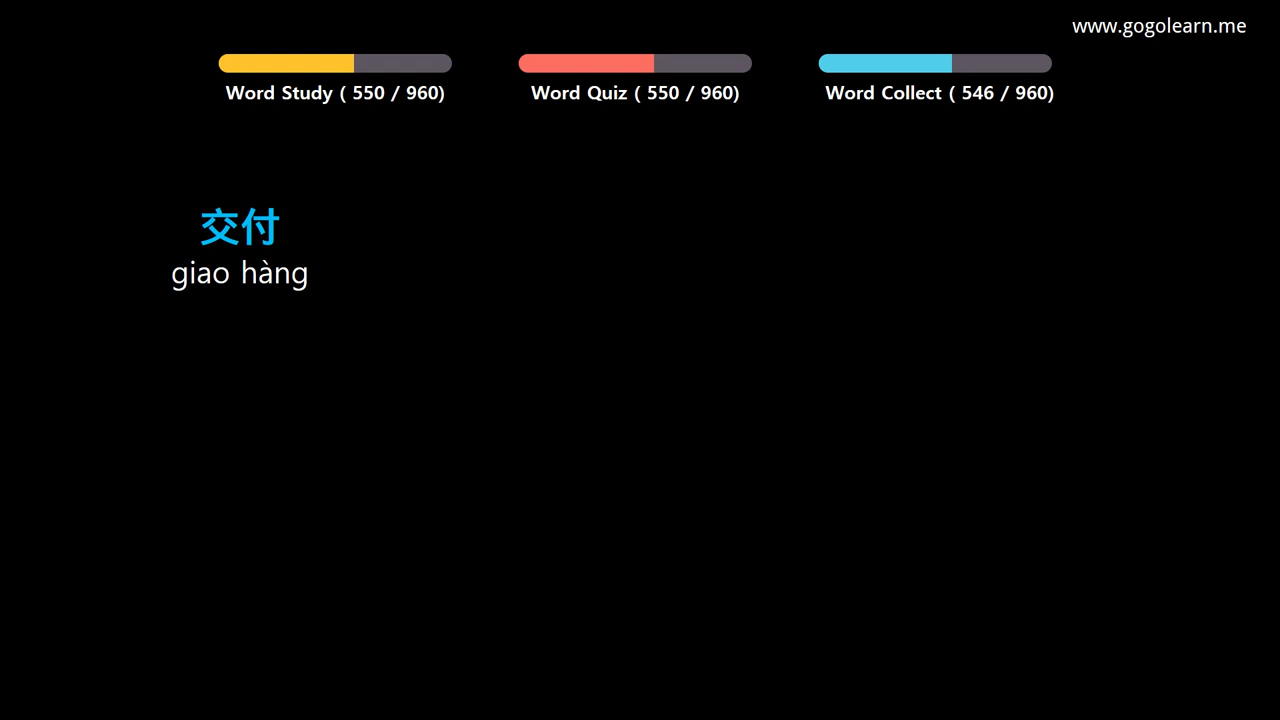 www.gogolearn.me
Word Study ( 550 / 960)
Word Quiz ( 550 / 960)
Word Collect ( 546 / 960)
交付
giao hàng